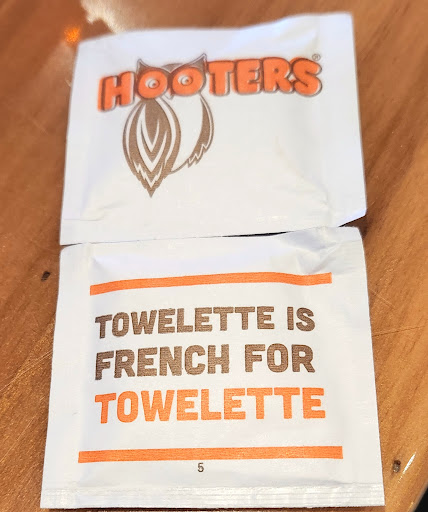 HOOTERS®
TOWELETTE IS
FRENCH FOR
TOWELETTE
5